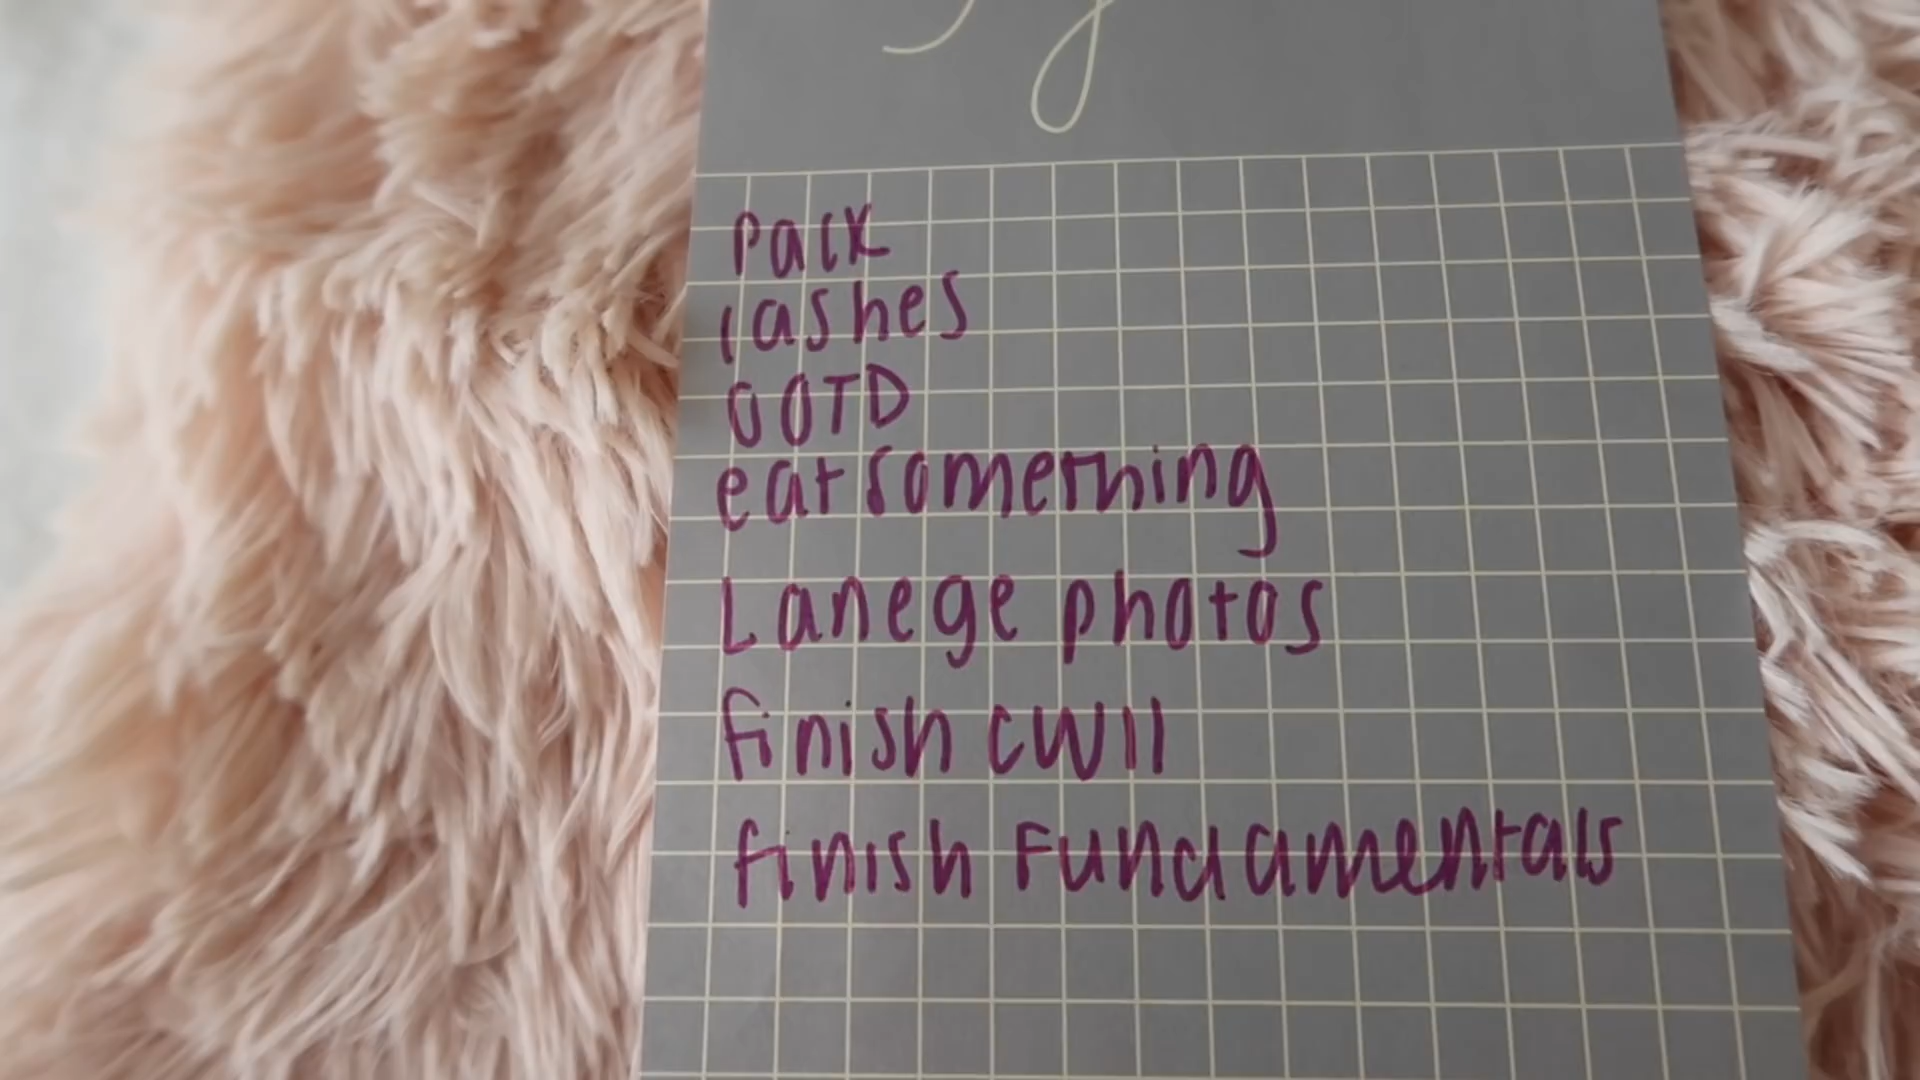 pack
lashes
OOTD
eat something
Lanege photos
finish CW11
finish Fundamentals